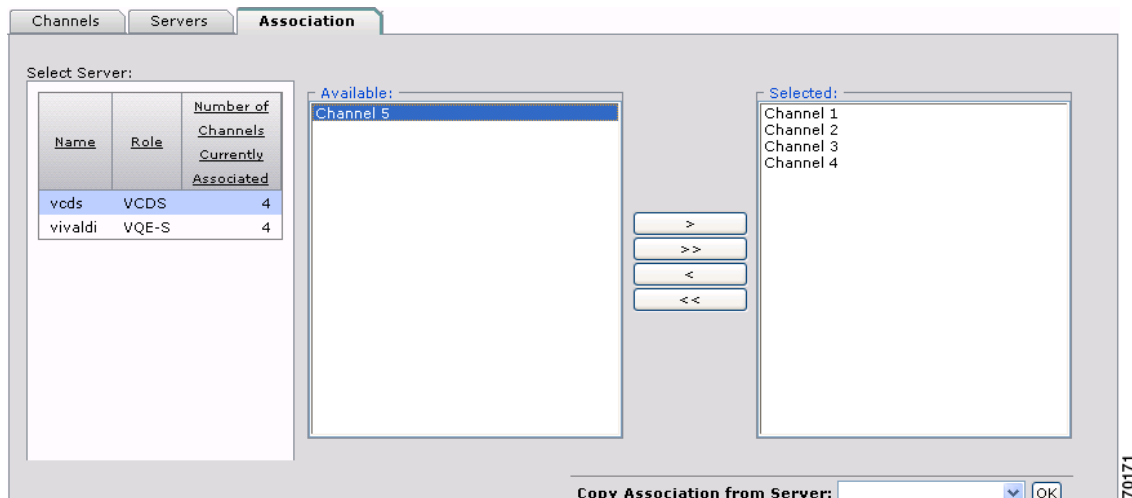 Channels Servers Association
Select Server:
Name Role Number of
Channels
Currently
Associated
vcds VCDS 4
vivaldi VQE-S 4
Available:
Channel 5
>
>>
<
<<
Selected:
Channel 1
Channel 2
Channel 3
Channel 4
Copy Association from Server: OK
70171